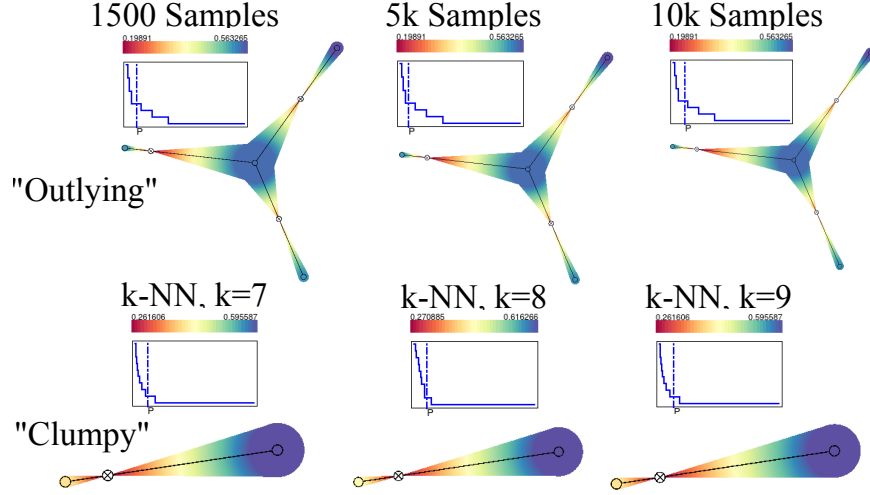 1500 Samples 5k Samples 10k Samples
0.19891 0.563265 0.19891 0.563265 0.19891 0.563265
P P P
"Outlying"
k-NN, k=7 k-NN, k=8 k-NN, k=9
0.261606 0.595587 0.270885 0.616266 0.261606 0.595587
P P P
"Clumpy"